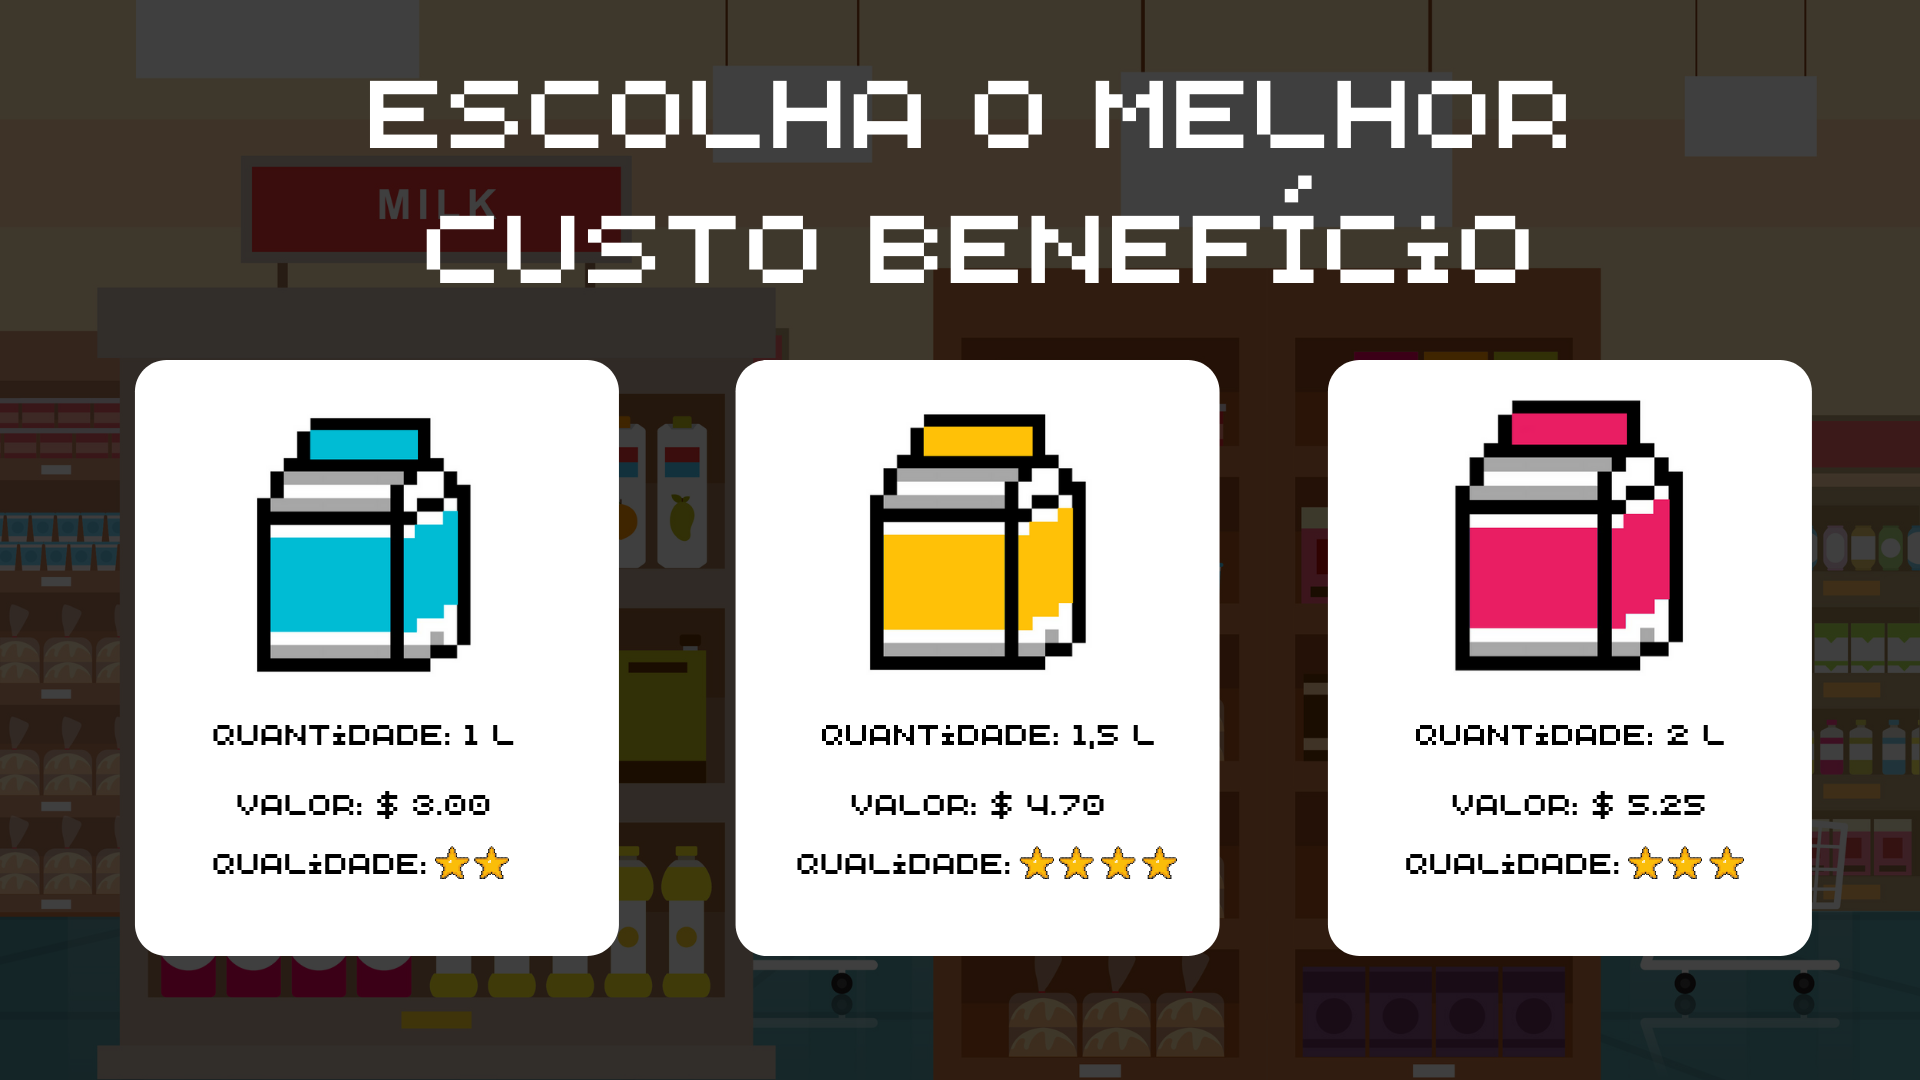 MILK
ESCOLHA O MELHOR
CUSTO BENEFÍCiO
QUANTiDADE: 1 L
VALOR: $ 3.00
QUALiDADE:
QUANTiDADE: 1,5 L
VALOR: $ 4.70
QUALiDADE:
QUANTiDADE: 2 L
VALOR: $ 5.25
QUALiDADE: